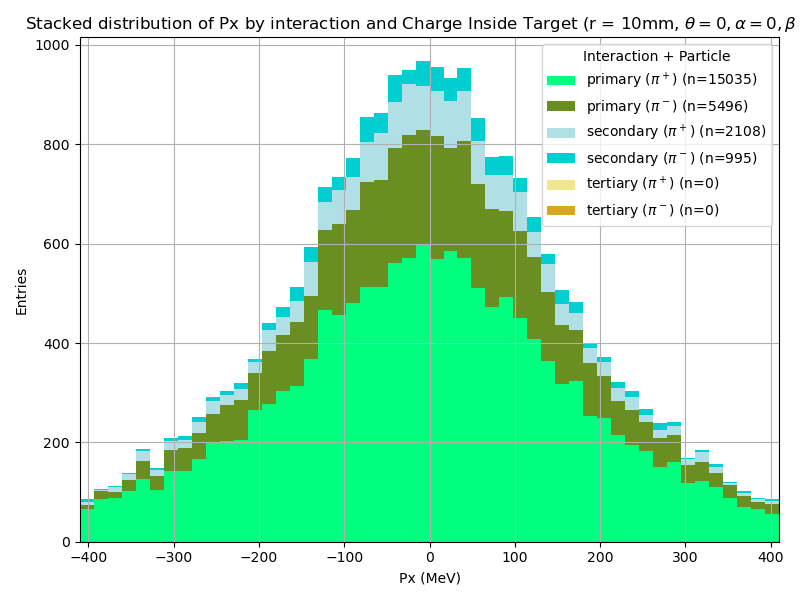 Stacked distribution of Px by interaction and Charge Inside Target (r = 10mm, θ = 0, α = 0, β
Interaction + Particle
primary (π⁺) (n=15035)
primary (π⁻) (n=5496)
secondary (π⁺) (n=2108)
secondary (π⁻) (n=995)
tertiary (π⁺) (n=0)
tertiary (π⁻) (n=0)
Entries
1000
800
600
400
200
0
−400 −300 −200 −100 0 100 200 300 400
Px (MeV)